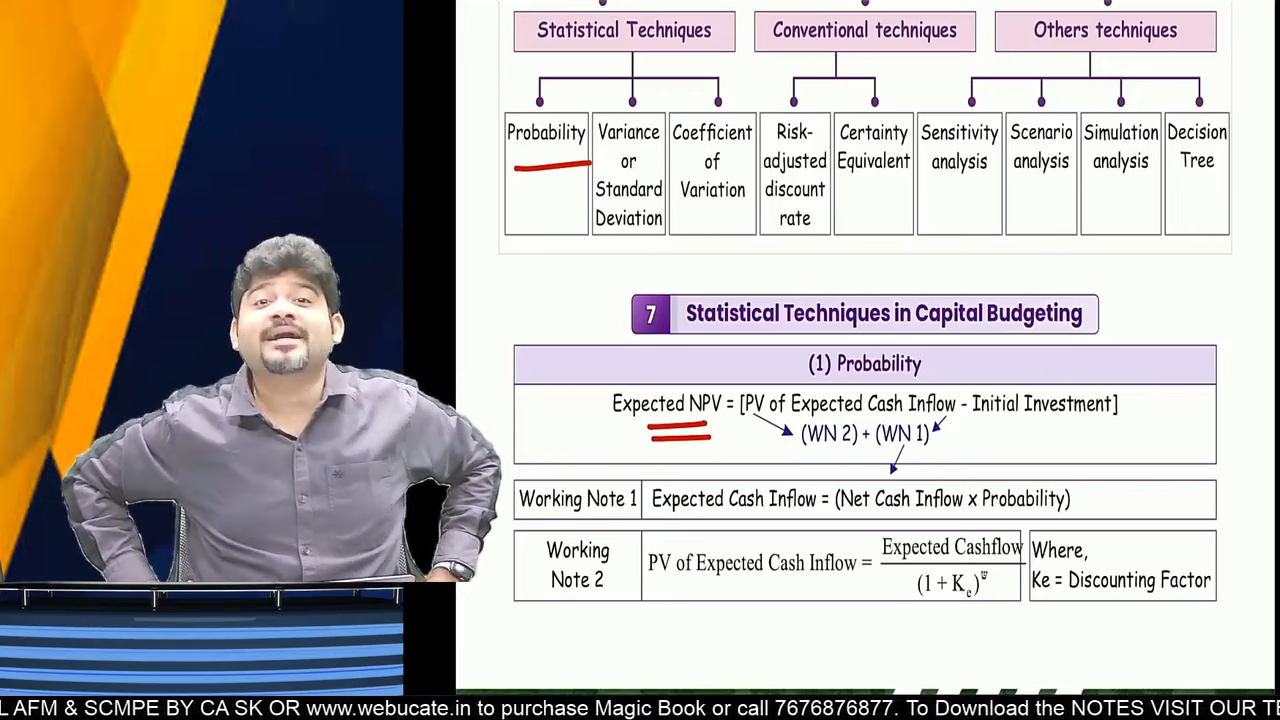 Statistical Techniques
Conventional techniques
Others techniques
Probability
Variance
or
Standard
Deviation
Coefficient
of
Variation
Risk-
adjusted
discount
rate
Certainty
Equivalent
Sensitivity
analysis
Scenario
analysis
Simulation
analysis
Decision
Tree
7 Statistical Techniques in Capital Budgeting
(1) Probability
Expected NPV = [PV of Expected Cash Inflow - Initial Investment]
(WN 2) + (WN 1)
Working Note 1 Expected Cash Inflow = (Net Cash Inflow x Probability)
Working
Note 2
PV of Expected Cash Inflow =
Expected Cashflow
(1 + Ke)
Where,
Ke = Discounting Factor
L AFM & SCMPE BY CA SK OR www.webucate.in to purchase Magic Book or call 7676876877. To Download the NOTES VISIT OUR TE